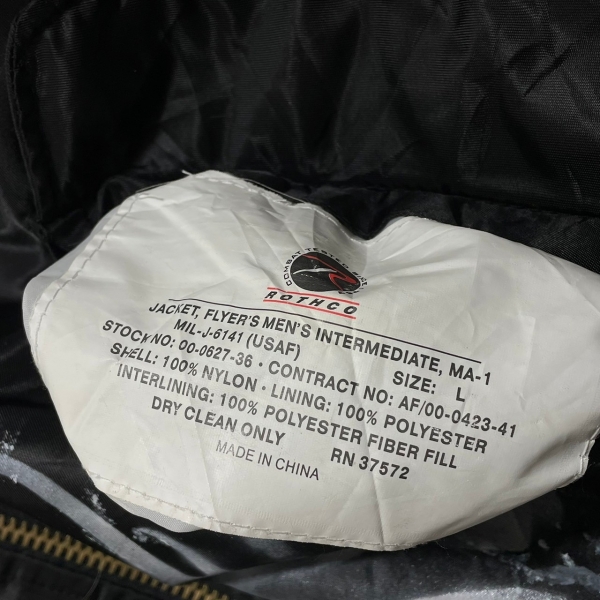 COMBAT TESTED
ROTHCO
JACKET, FLYER'S MEN'S INTERMEDIATE, MA-1
MIL-J-6141 (USAF) SIZE: L
STOCK NO: 00-0627-36 · CONTRACT NO: AF/00-0423-41
SHELL: 100% NYLON · LINING: 100% POLYESTER
INTERLINING: 100% POLYESTER FIBER FILL
DRY CLEAN ONLY RN 37572
MADE IN CHINA